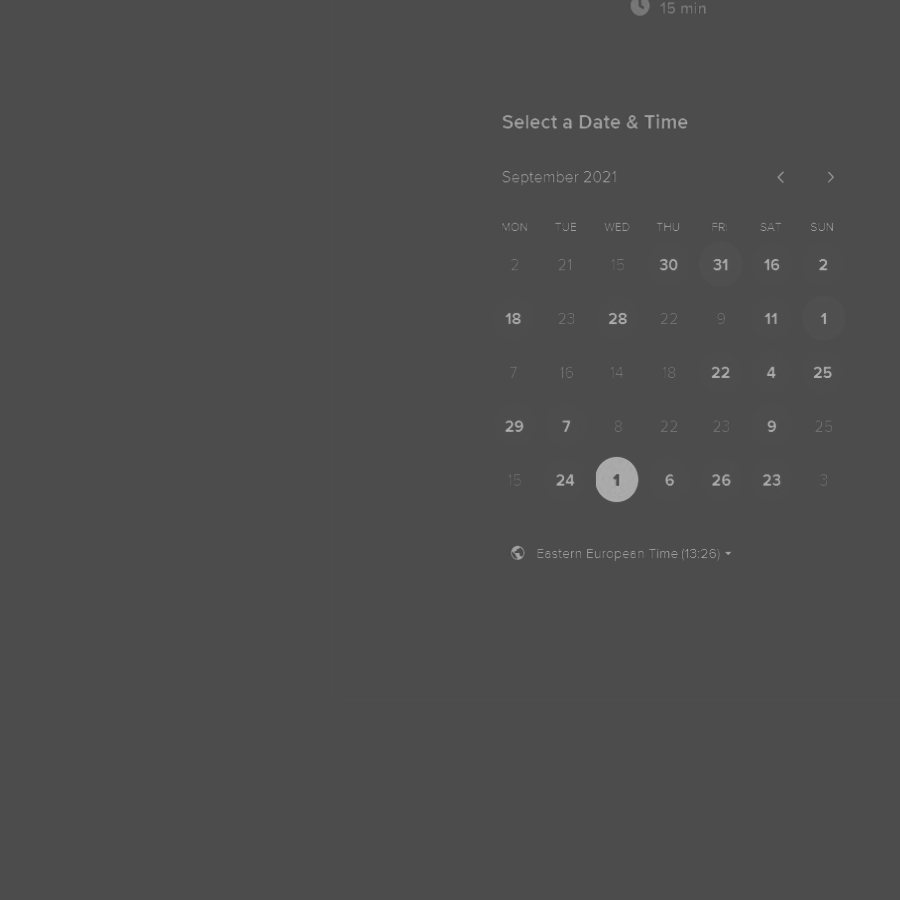 15 min
Select a Date & Time
September 2021
MON TUE WED THU FRI SAT SUN
2 21 15 30 31 16 2
18 23 28 22 9 11 1
7 16 14 18 22 4 25
29 7 8 22 23 9 25
15 24 1 6 26 23 3
Eastern European Time (13:26)